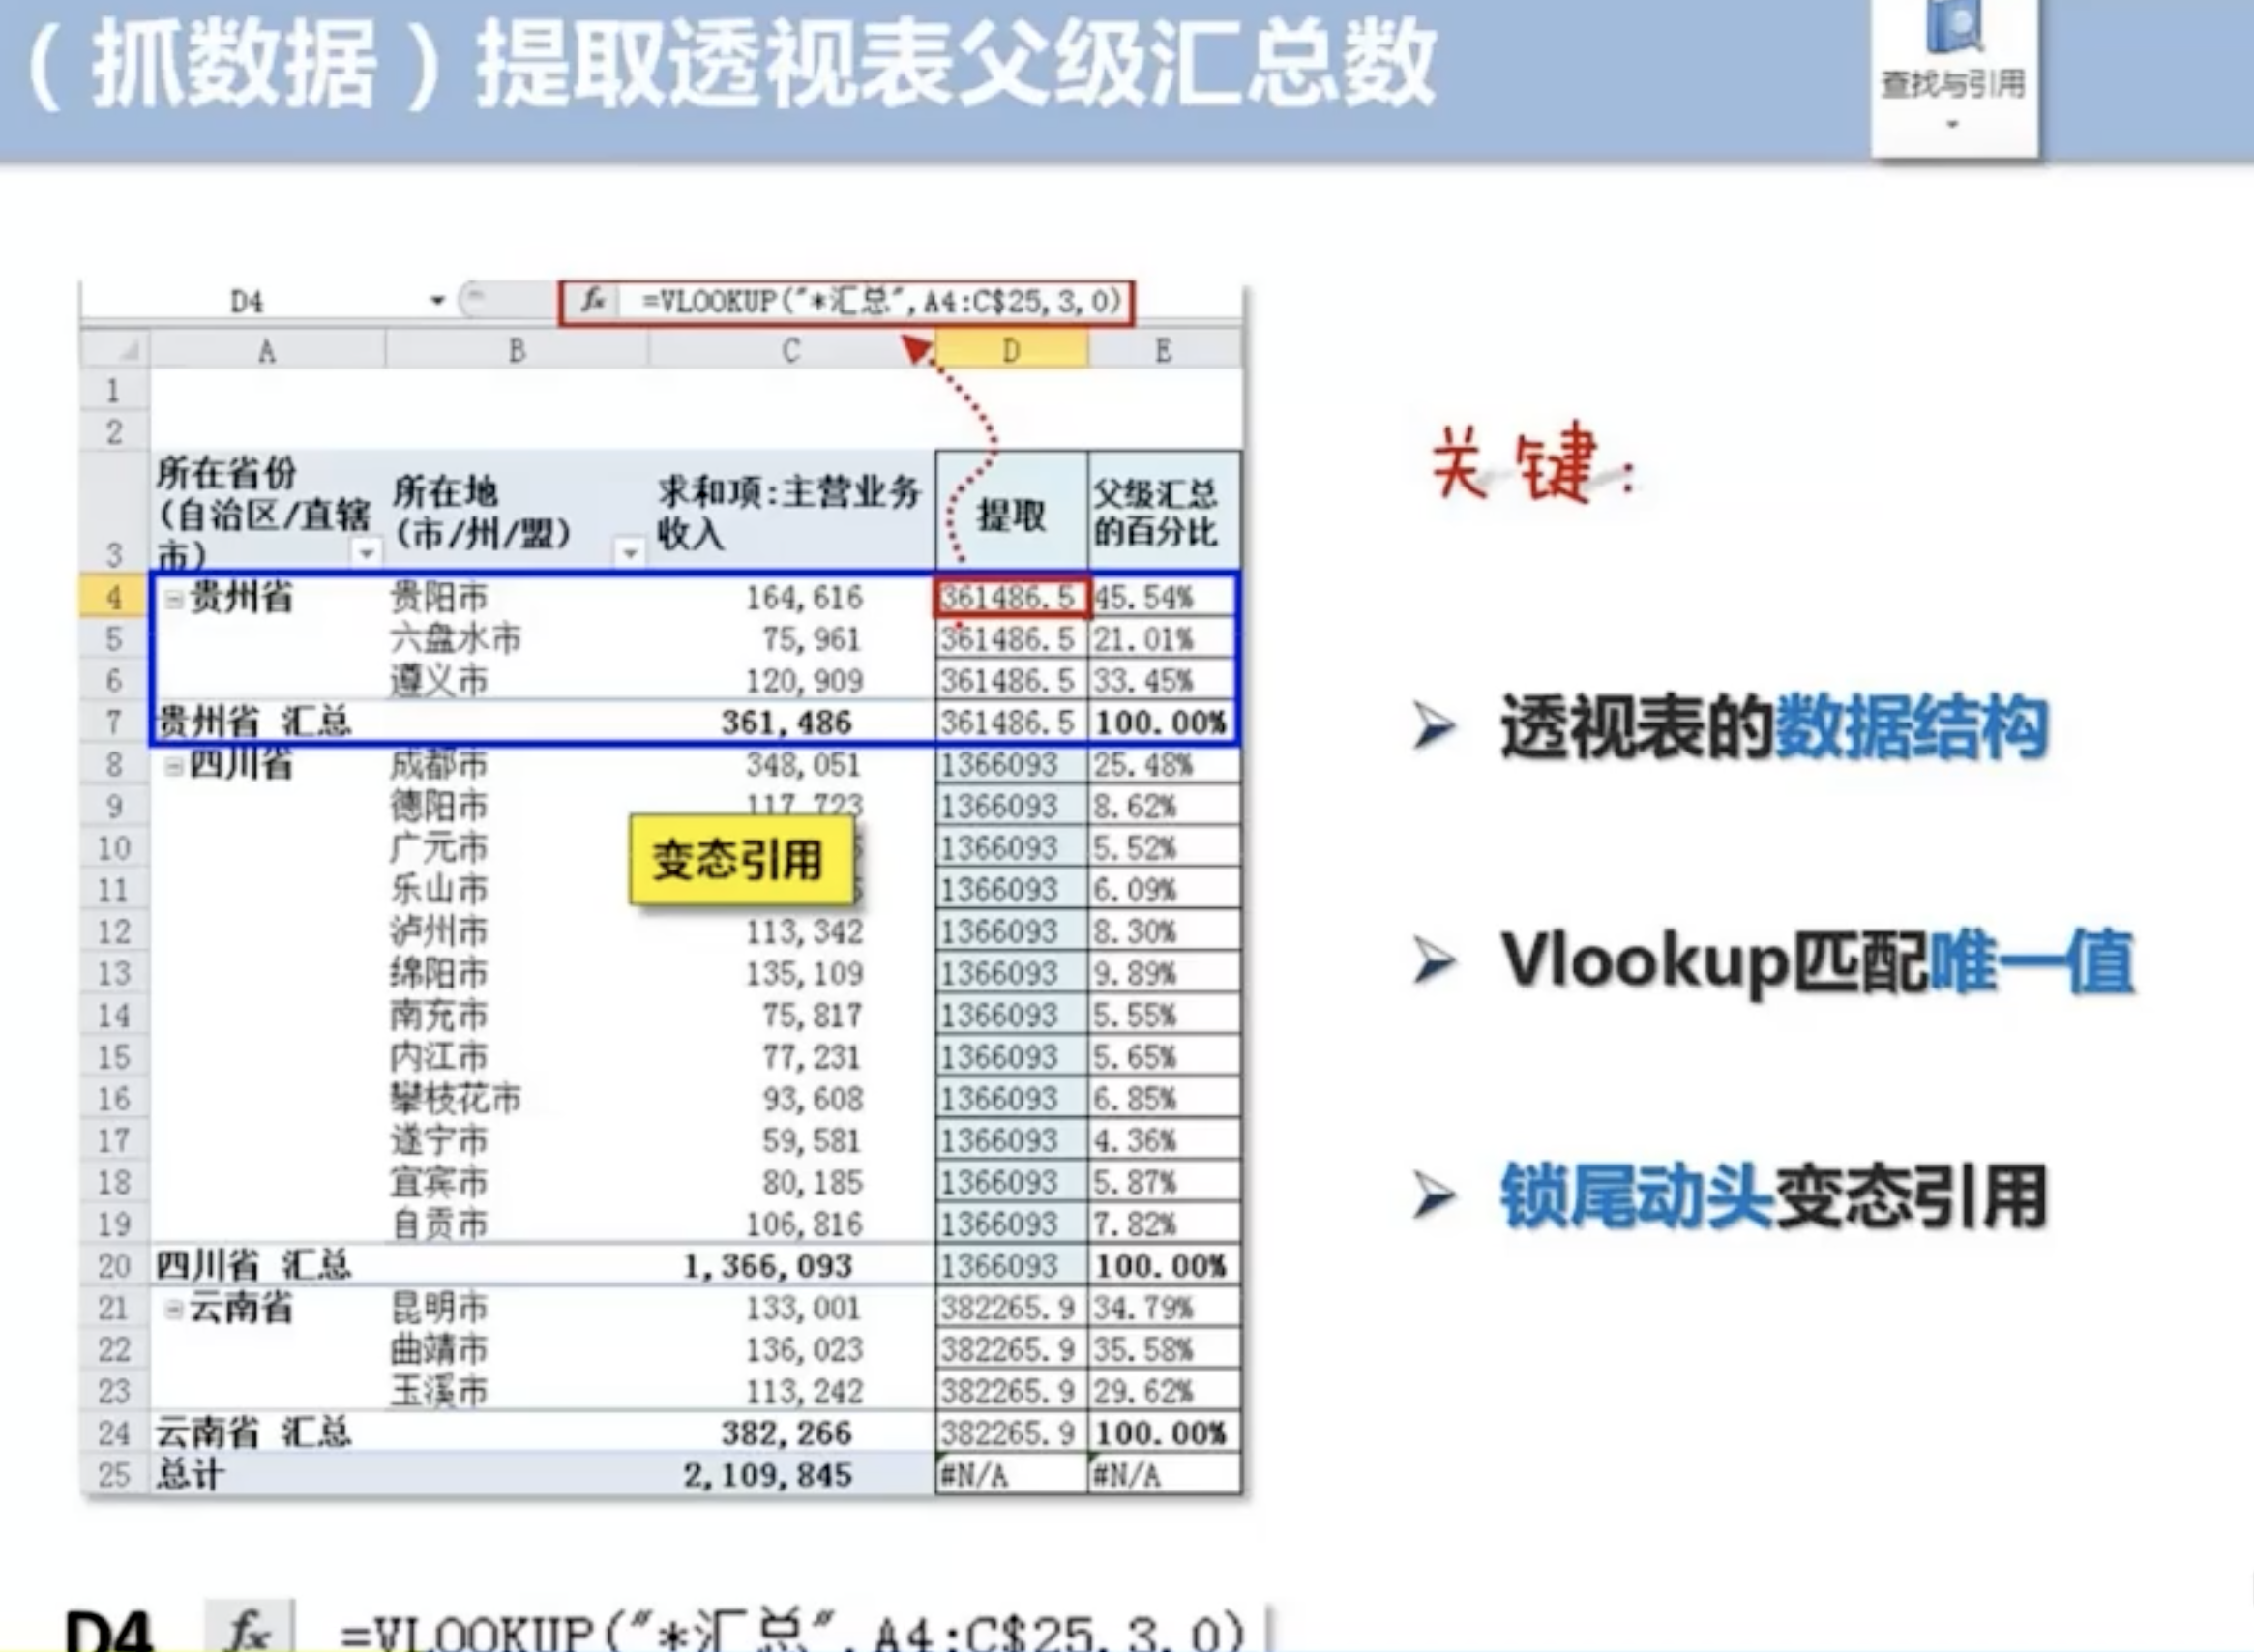 （抓数据）提取透视表父级汇总数
查找与引用
D4 fx =VLOOKUP("*汇总",A4:C$25,3,0)
A B C D E
1
2
3 所在省份（自治区/直辖市） 所在地（市/州/盟） 求和项:主营业务收入 提取 父级汇总的百分比
4 贵州省 贵阳市 164,616 361486.5 45.54%
5 六盘水市 75,961 361486.5 21.01%
6 遵义市 120,909 361486.5 33.45%
7 贵州省 汇总 361,486 361486.5 100.00%
8 四川省 成都市 348,051 1366093 25.48%
9 德阳市 117,723 1366093 8.62%
10 广元市 1366093 5.52%
11 乐山市 1366093 6.09%
变态引用
12 泸州市 113,342 1366093 8.30%
13 绵阳市 135,109 1366093 9.89%
14 南充市 75,817 1366093 5.55%
15 内江市 77,231 1366093 5.65%
16 攀枝花市 93,608 1366093 6.85%
17 遂宁市 59,581 1366093 4.36%
18 宜宾市 80,185 1366093 5.87%
19 自贡市 106,816 1366093 7.82%
20 四川省 汇总 1,366,093 1366093 100.00%
21 云南省 昆明市 133,001 382265.9 34.79%
22 曲靖市 136,023 382265.9 35.58%
23 玉溪市 113,242 382265.9 29.62%
24 云南省 汇总 382,266 382265.9 100.00%
25 总计 2,109,845 #N/A #N/A
关键：
透视表的数据结构
Vlookup匹配唯一值
锁尾动头变态引用
D4 fx =VLOOKUP("*汇总",A4:C$25,3,0)